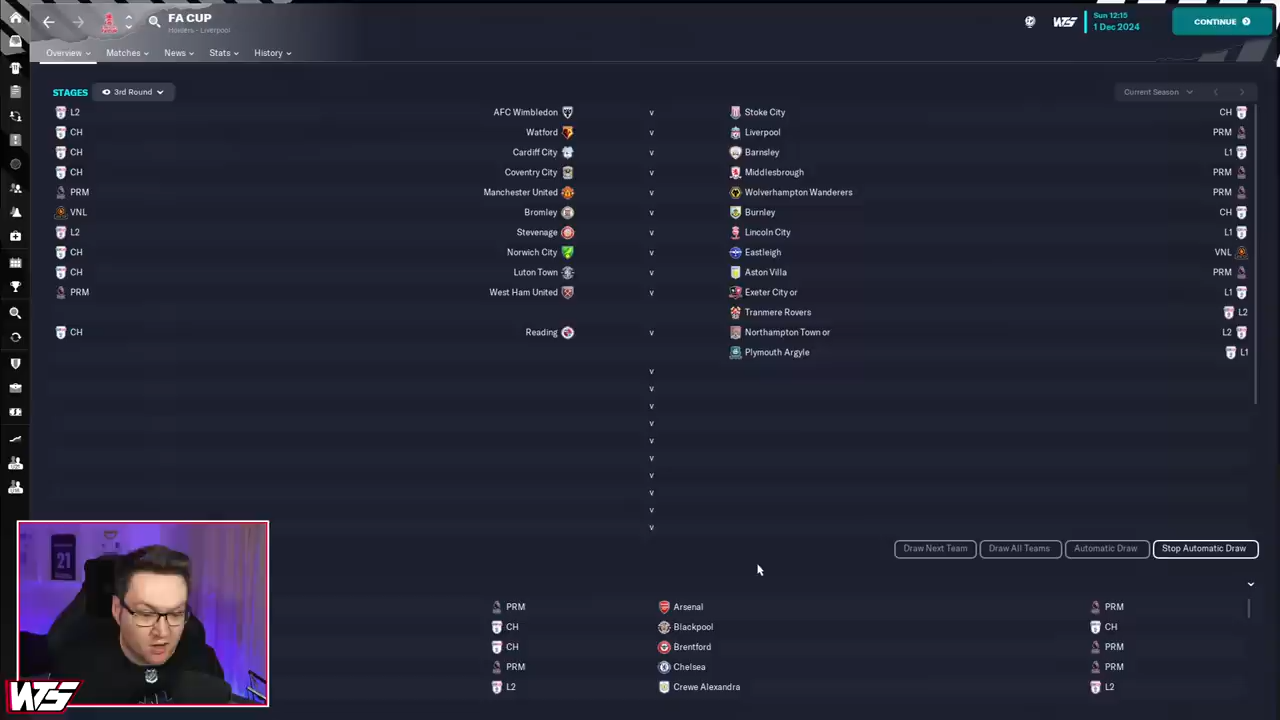 FA CUP
Holders - Liverpool
WTS
Sun 12:15
1 Dec 2024
CONTINUE
Overview
Matches
News
Stats
History
STAGES
3rd Round
Current Season
L2 AFC Wimbledon v Stoke City CH
CH Watford v Liverpool PRM
CH Cardiff City v Barnsley L1
CH Coventry City v Middlesbrough PRM
PRM Manchester United v Wolverhampton Wanderers PRM
VNL Bromley v Burnley CH
L2 Stevenage v Lincoln City L1
CH Norwich City v Eastleigh VNL
CH Luton Town v Aston Villa PRM
PRM West Ham United v Exeter City or L1
Tranmere Rovers L2
CH Reading v Northampton Town or L2
Plymouth Argyle L1
v
v
v
v
v
v
v
v
v
v
Draw Next Team
Draw All Teams
Automatic Draw
Stop Automatic Draw
PRM Arsenal PRM
CH Blackpool CH
CH Brentford PRM
PRM Chelsea PRM
L2 Crewe Alexandra L2
21
WTS